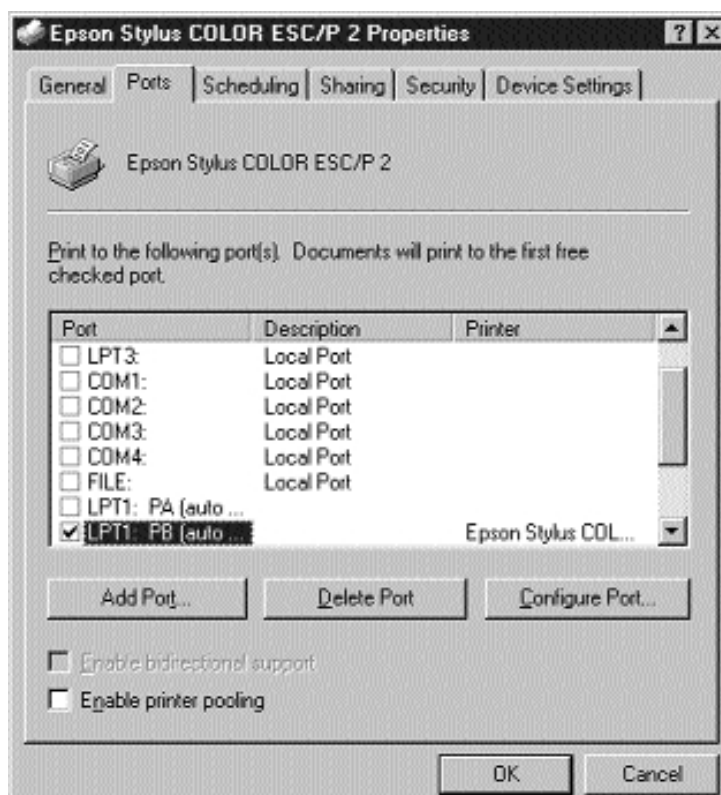 Epson Stylus COLOR ESC/P 2 Properties
General Ports Scheduling Sharing Security Device Settings
Epson Stylus COLOR ESC/P 2
Print to the following port(s). Documents will print to the first free
checked port.
Port Description Printer
LPT3: Local Port
COM1: Local Port
COM2: Local Port
COM3: Local Port
COM4: Local Port
FILE: Local Port
LPT1: PA (auto ...
LPT1: PB (auto ... Epson Stylus COL...
Add Port... Delete Port Configure Port...
Enable bidirectional support
Enable printer pooling
OK Cancel